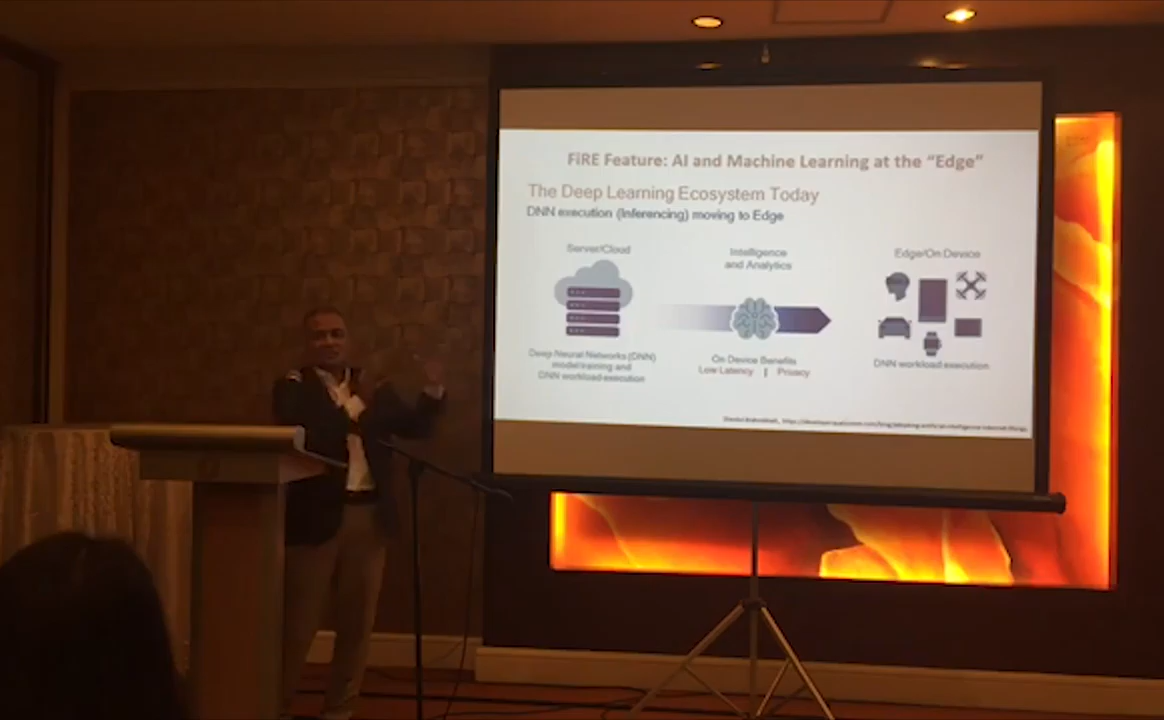 FiRE Feature: AI and Machine Learning at the “Edge”
The Deep Learning Ecosystem Today
DNN execution (Inferencing) moving to Edge
Server/Cloud
Deep Neural Networks (DNN)
model training and
DNN workload execution
Intelligence
and Analytics
On Device Benefits
Low Latency | Privacy
Edge/On Device
DNN workload execution